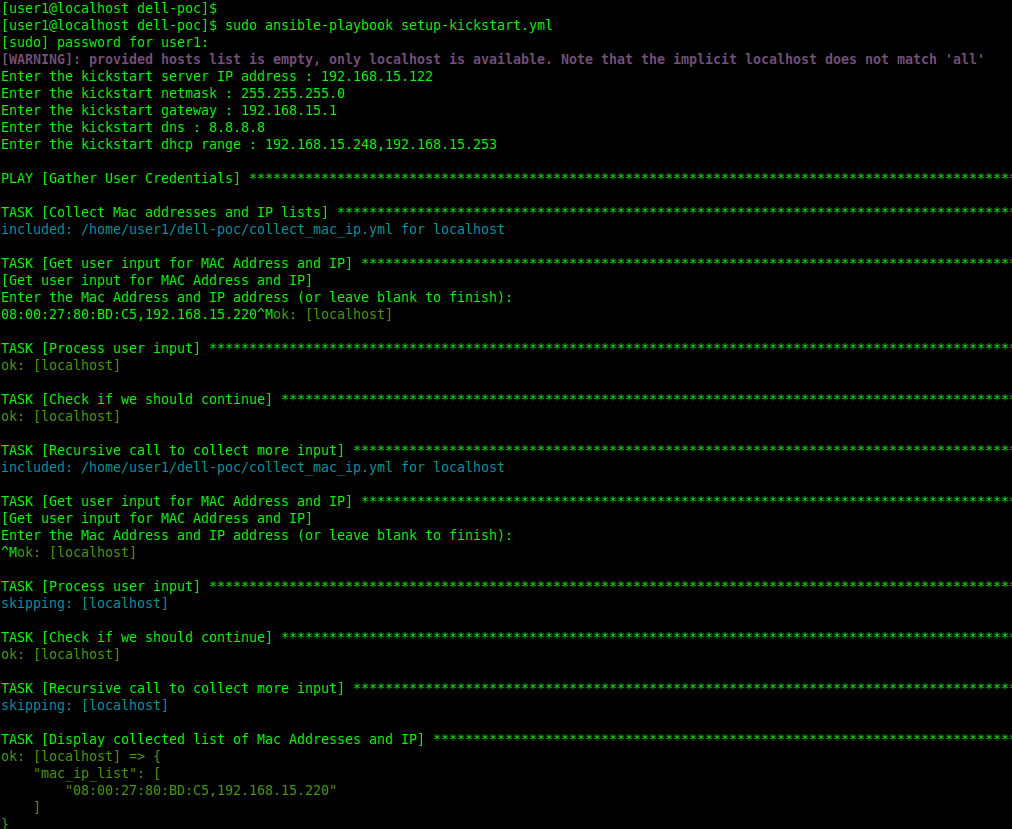 [user1@localhost dell-poc]$
[user1@localhost dell-poc]$ sudo ansible-playbook setup-kickstart.yml
[sudo] password for user1:
[WARNING]: provided hosts list is empty, only localhost is available. Note that the implicit localhost does not match 'all'
Enter the kickstart server IP address : 192.168.15.122
Enter the kickstart netmask : 255.255.255.0
Enter the kickstart gateway : 192.168.15.1
Enter the kickstart dns : 8.8.8.8
Enter the kickstart dhcp range : 192.168.15.248,192.168.15.253
PLAY [Gather User Credentials] ************************************************************************************************
TASK [Collect Mac addresses and IP lists] *************************************************************************************
included: /home/user1/dell-poc/collect_mac_ip.yml for localhost
TASK [Get user input for MAC Address and IP] **********************************************************************************
[Get user input for MAC Address and IP]
Enter the Mac Address and IP address (or leave blank to finish):
08:00:27:80:BD:C5,192.168.15.220^Mok: [localhost]
TASK [Process user input] *****************************************************************************************************
ok: [localhost]
TASK [Check if we should continue] ********************************************************************************************
ok: [localhost]
TASK [Recursive call to collect more input] ***********************************************************************************
included: /home/user1/dell-poc/collect_mac_ip.yml for localhost
TASK [Get user input for MAC Address and IP] **********************************************************************************
[Get user input for MAC Address and IP]
Enter the Mac Address and IP address (or leave blank to finish):
^Mok: [localhost]
TASK [Process user input] *****************************************************************************************************
skipping: [localhost]
TASK [Check if we should continue] ********************************************************************************************
ok: [localhost]
TASK [Recursive call to collect more input] ***********************************************************************************
skipping: [localhost]
TASK [Display collected list of Mac Addresses and IP] *************************************************************************
ok: [localhost] => {
    "mac_ip_list": [
        "08:00:27:80:BD:C5,192.168.15.220"
    ]
}